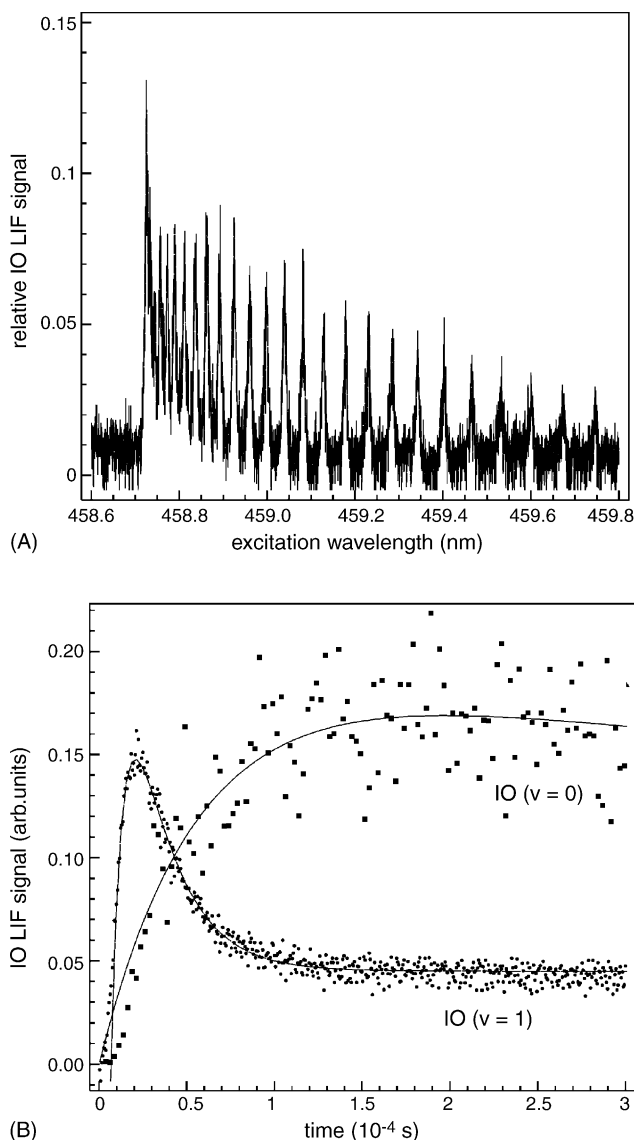 0.15
0.1
0.05
0
relative IO LIF signal
458.6 458.8 459.0 459.2 459.4 459.6 459.8
(A) excitation wavelength (nm)
0.20
0.15
0.10
0.05
0.00
IO LIF signal (arb.units)
IO (v = 0)
IO (v = 1)
0 0.5 1 1.5 2 2.5 3
(B) time (10⁻⁴ s)